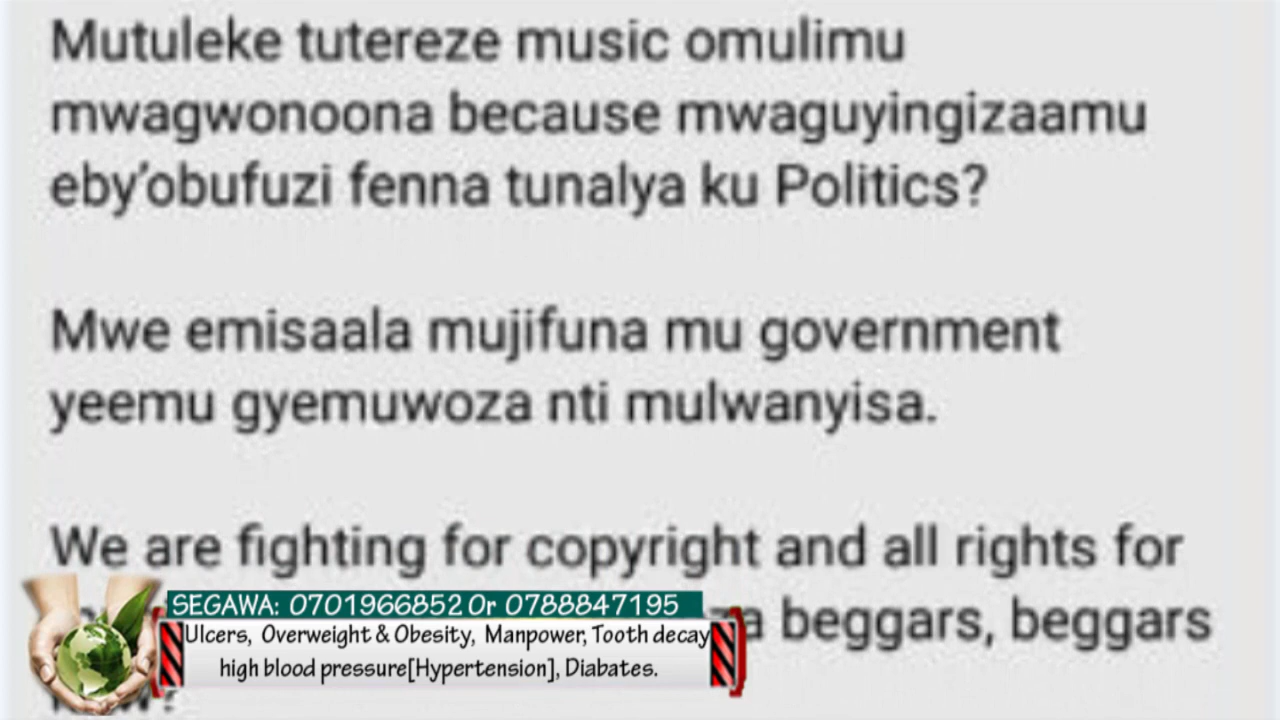 Mutuleke tutereze music omulimu
mwagwonoona because mwaguyingizaamu
eby'obufuzi fenna tunalya ku Politics?
Mwe emisaala mujifuna mu government
yeemu gyemuwoza nti mulwanyisa.
We are fighting for copyright and all rights for
beggars, beggars
SEGAWA: 0701966852 Or 0788847195
Ulcers, Overweight & Obesity, Manpower, Tooth decay
high blood pressure[Hypertension], Diabates.